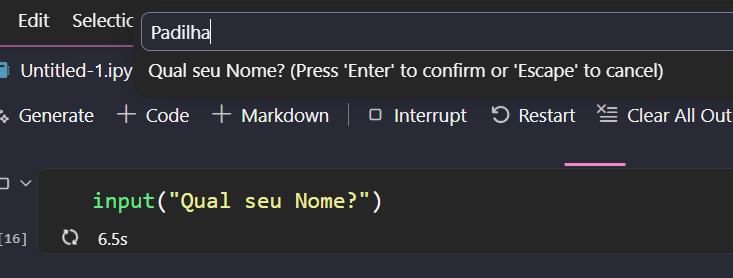 Edit Selectic
Padilha
Qual seu Nome? (Press 'Enter' to confirm or 'Escape' to cancel)
Untitled-1.ipy
Generate + Code + Markdown Interrupt Restart Clear All Out
input("Qual seu Nome?")
[16] 6.5s